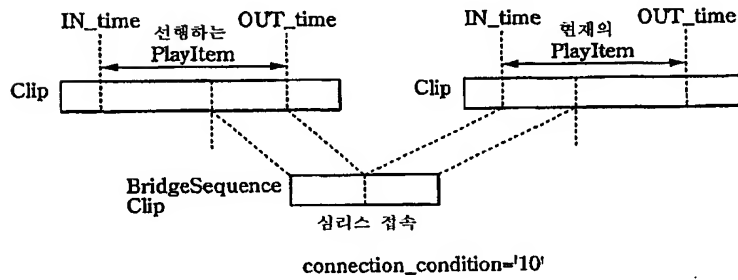 IN_time 선행하는 OUT_time
PlayItem
IN_time 현재의 OUT_time
PlayItem
Clip
Clip
BridgeSequence
Clip
심리스 접속
connection_condition='10'